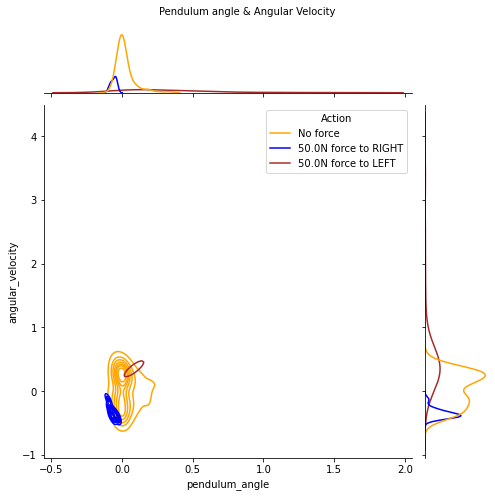 Pendulum angle & Angular Velocity
Action
No force
50.0N force to RIGHT
50.0N force to LEFT
4
3
2
1
0
−1
angular_velocity
−0.5
0.0
0.5
1.0
1.5
2.0
pendulum_angle